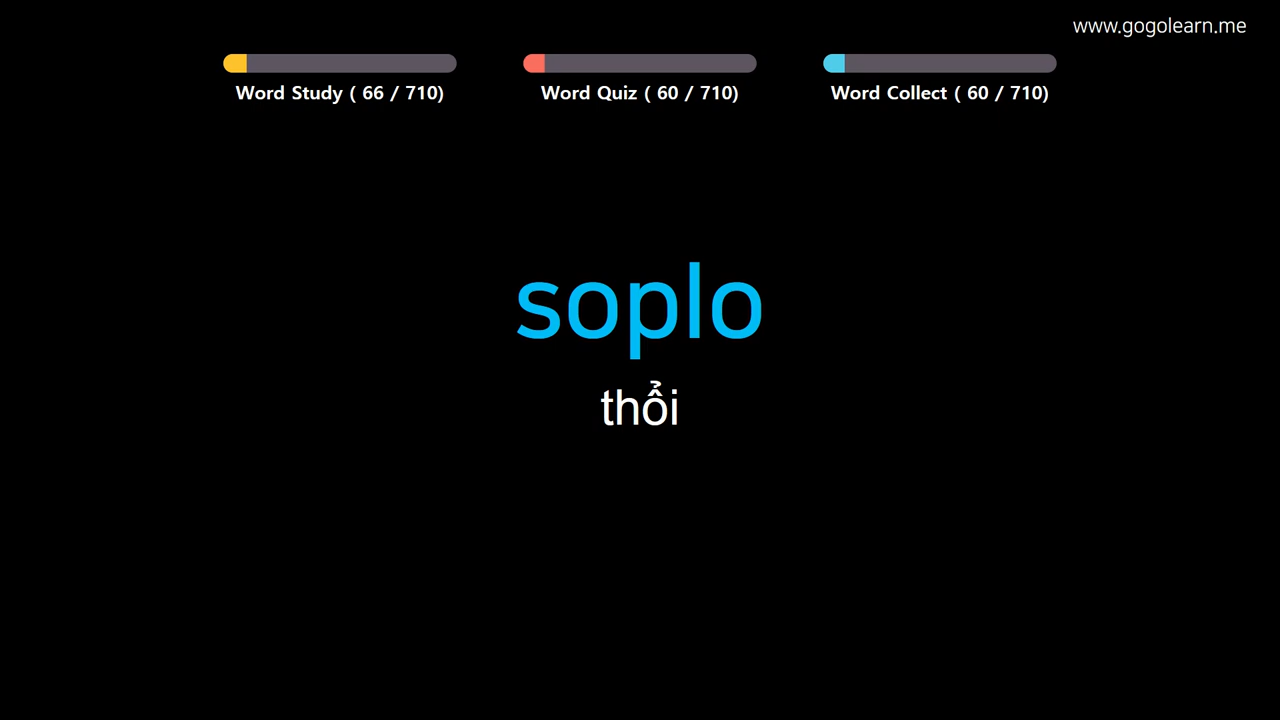 www.gogolearn.me
Word Study ( 66 / 710)
Word Quiz ( 60 / 710)
Word Collect ( 60 / 710)
soplo
thổi